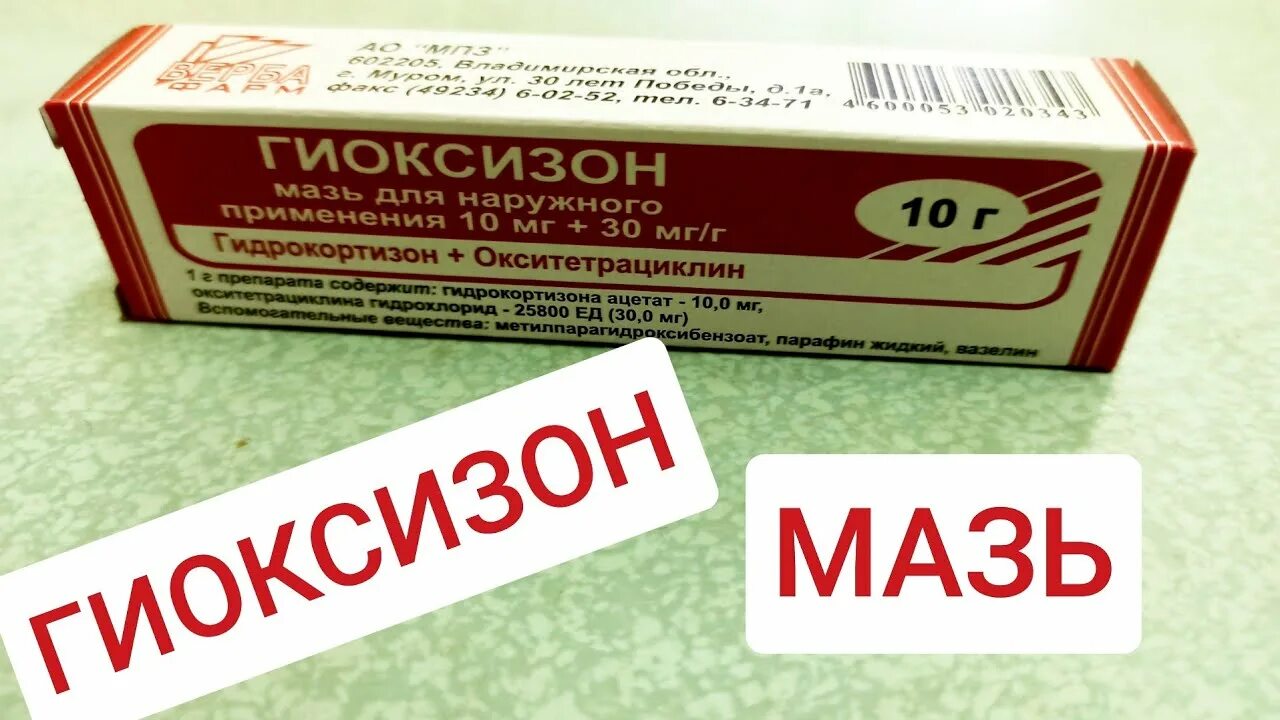 ВЕРБА
ФАРМ
АО "МПЗ"
602205, Владимирская обл.,
г. Муром, ул. 30 лет Победы, д.1а,
факс (49234) 6-02-52, тел. 6-34-71
4 600053 020343
ГИОКСИЗОН
мазь для наружного
применения 10 мг + 30 мг/г
10 г
Гидрокортизон + Окситетрациклин
1 г препарата содержит: гидрокортизона ацетат - 10,0 мг,
окситетрациклина гидрохлорид - 25800 ЕД (30,0 мг)
Вспомогательные вещества: метилпарагидроксибензоат, парафин жидкий, вазелин
ГИОКСИЗОН
МАЗЬ